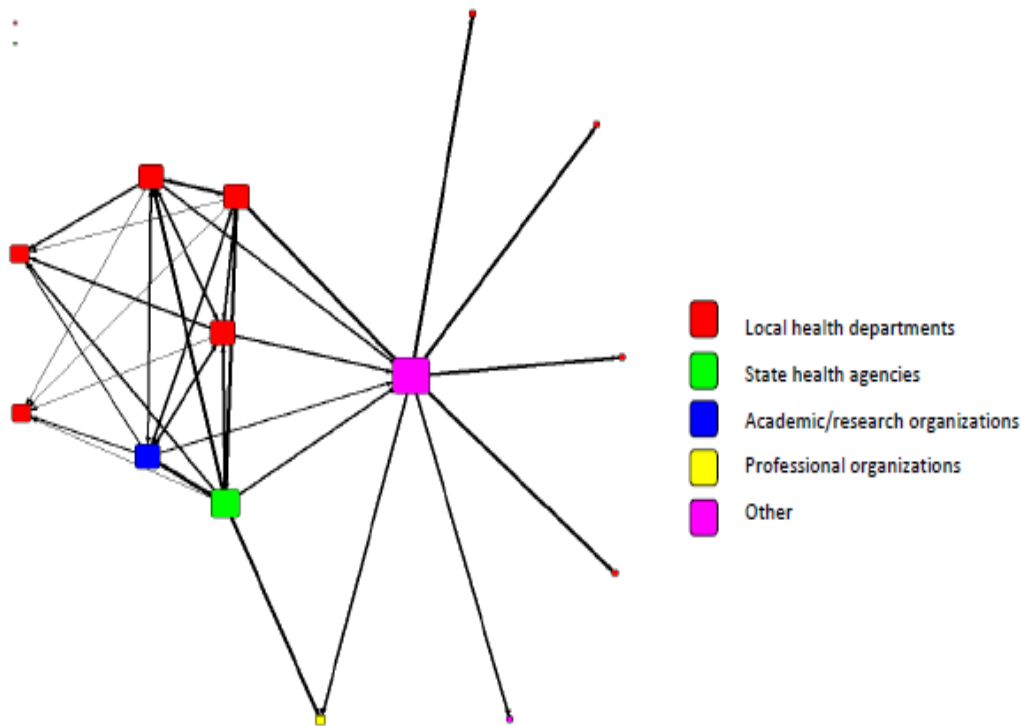 Local health departments
State health agencies
Academic/research organizations
Professional organizations
Other